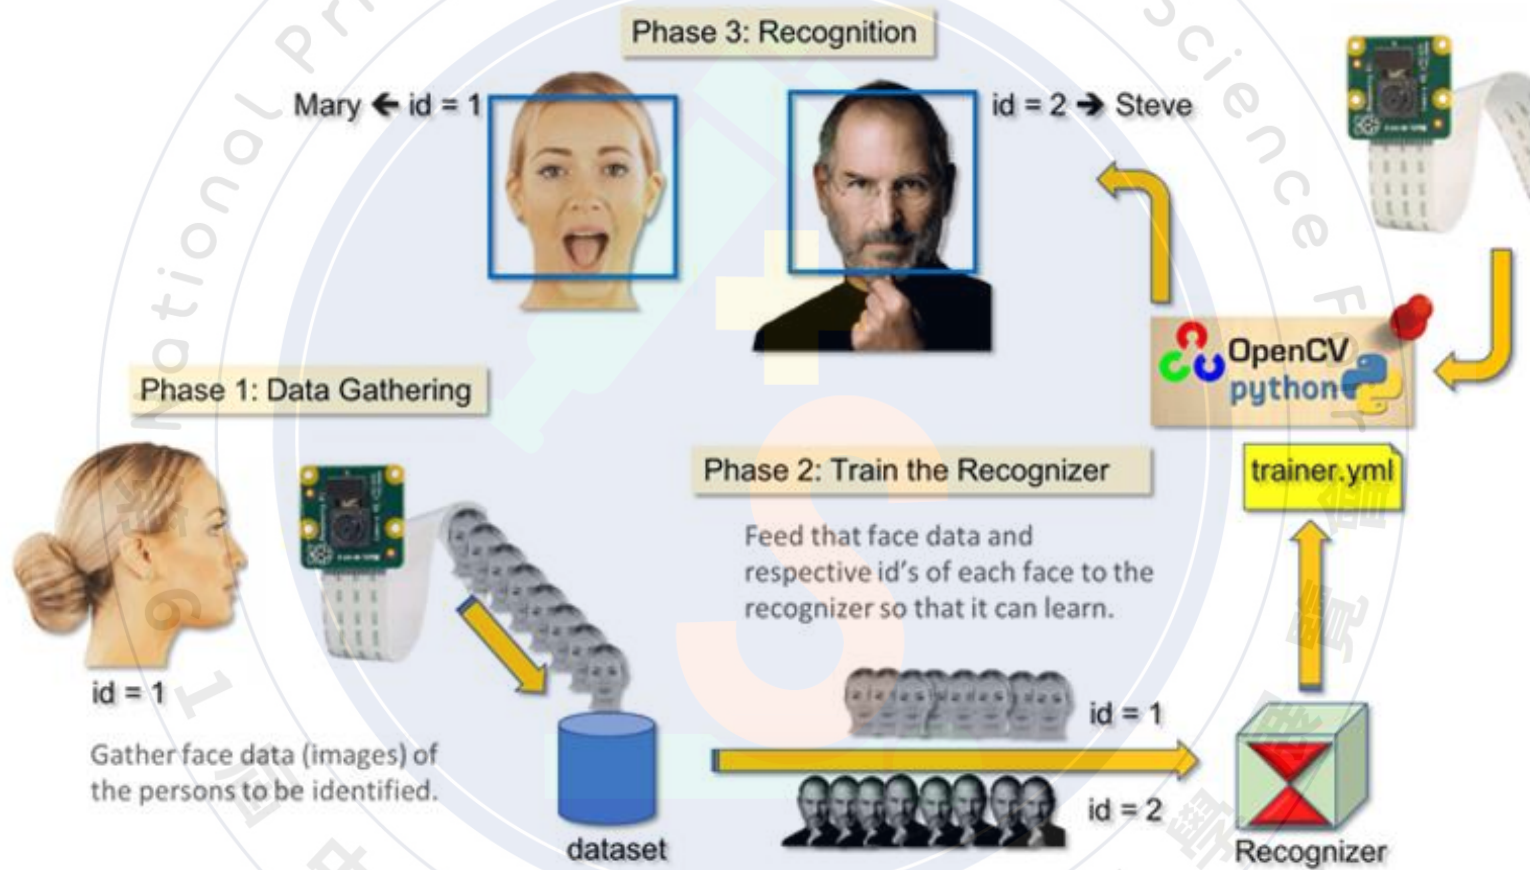 Phase 3: Recognition
Mary ← id = 1
id = 2 → Steve
OpenCV
python
Phase 1: Data Gathering
Phase 2: Train the Recognizer
trainer.yml
Feed that face data and
respective id's of each face to the
recognizer so that it can learn.
id = 1
Gather face data (images) of
the persons to be identified.
dataset
id = 1
id = 2
Recognizer
National
Science
For